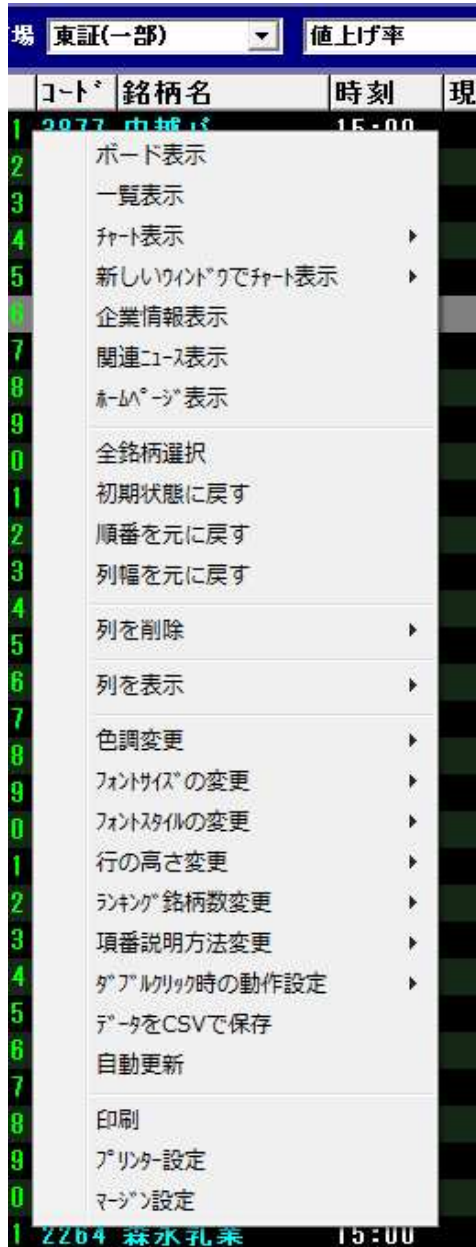 場 東証(一部) 値上げ率
ｺｰﾄﾞ 銘柄名 時刻 現
ボード表示
一覧表示
ﾁｬｰﾄ表示
新しいｳｨﾝﾄﾞｳでﾁｬｰﾄ表示
企業情報表示
関連ﾆｭｰｽ表示
ﾎｰﾑﾍﾟｰｼﾞ表示
全銘柄選択
初期状態に戻す
順番を元に戻す
列幅を元に戻す
列を削除
列を表示
色調変更
ﾌｫﾝﾄｻｲｽﾞの変更
ﾌｫﾝﾄｽﾀｲﾙの変更
行の高さ変更
ﾗﾝｷﾝｸﾞ銘柄数変更
項番説明方法変更
ﾀﾞﾌﾞﾙｸﾘｯｸ時の動作設定
ﾃﾞｰﾀをCSVで保存
自動更新
印刷
ﾌﾟﾘﾝﾀｰ設定
ﾏｰｼﾞﾝ設定
1 2264 森永乳業 15:00